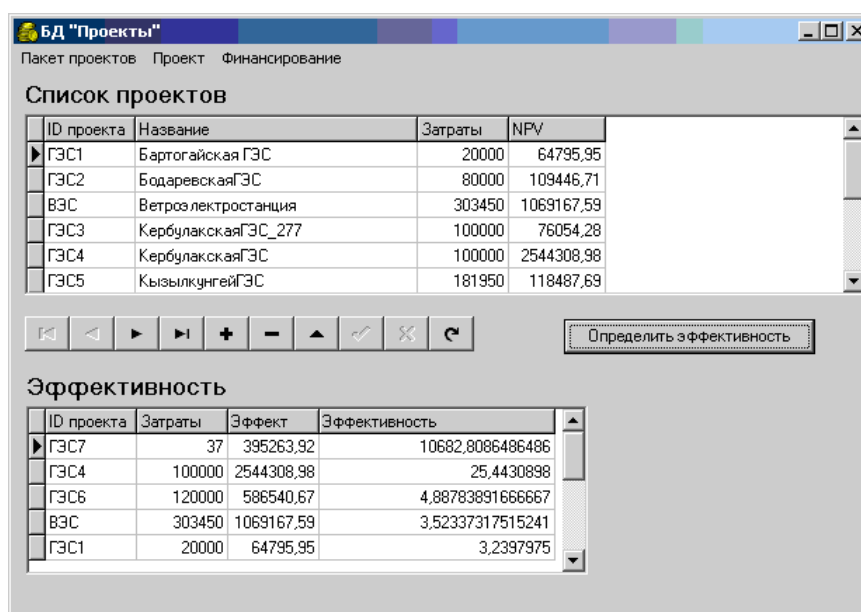 БД "Проекты"
Пакет проектов Проект Финансирование
Список проектов
ID проекта Название Затраты NPV
ГЭС1 Бартогайская ГЭС 20000 64795,95
ГЭС2 БодаревскаяГЭС 80000 109446,71
ВЭС Ветроэлектростанция 303450 1069167,59
ГЭС3 КербулакскаяГЭС_277 100000 76054,28
ГЭС4 КербулакскаяГЭС 100000 2544308,98
ГЭС5 КызылкунгейГЭС 181950 118487,69
Определить эффективность
Эффективность
ID проекта Затраты Эффект Эффективность
ГЭС7 37 395263,92 10682,8086486486
ГЭС4 100000 2544308,98 25,4430898
ГЭС6 120000 586540,67 4,88783891666667
ВЭС 303450 1069167,59 3,52337317515241
ГЭС1 20000 64795,95 3,2397975